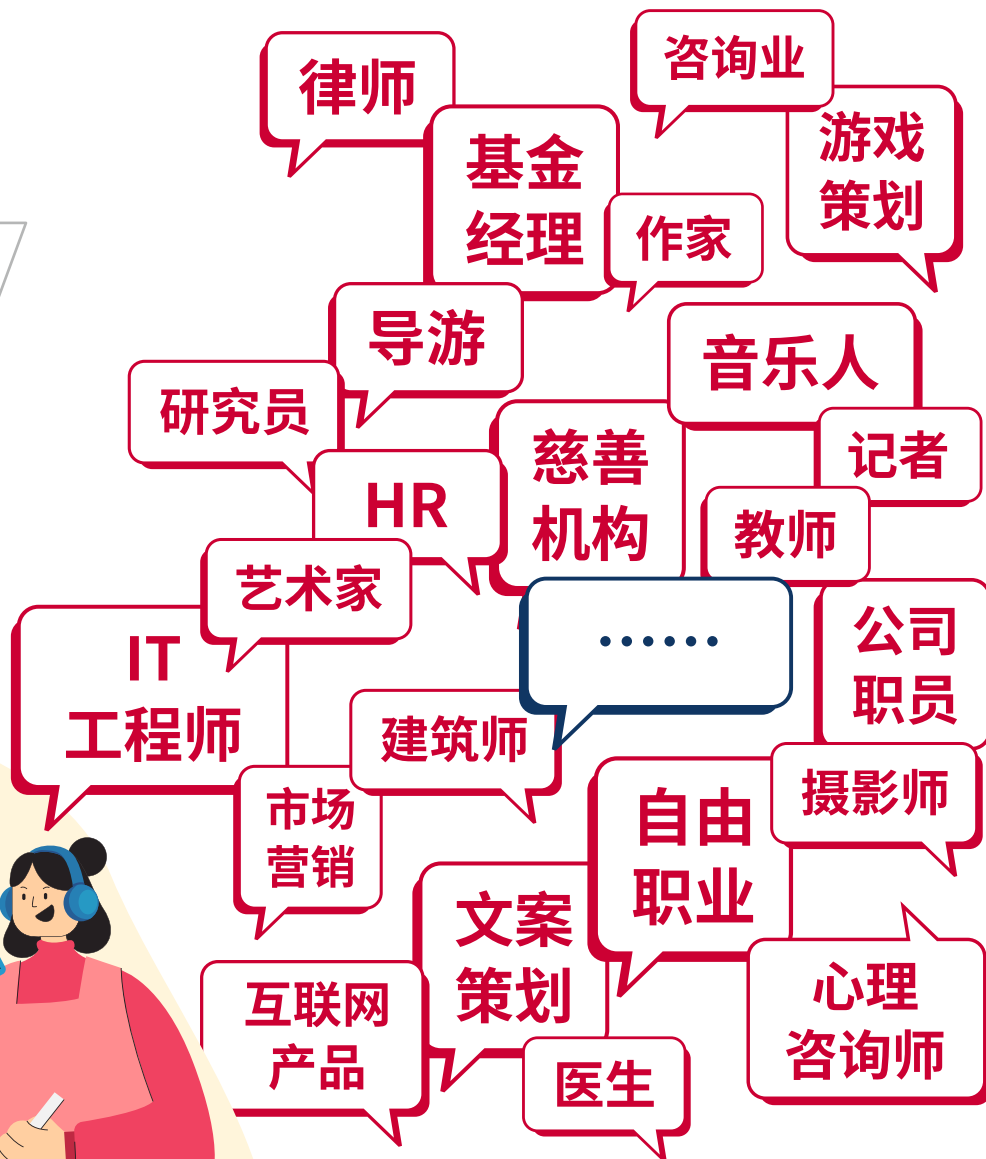 咨询业
律师
游戏
策划
基金
经理
作家
导游
音乐人
研究员
记者
慈善
机构
HR
教师
艺术家
公司
职员
IT
工程师
······
建筑师
摄影师
市场
营销
自由
职业
文案
策划
心理
咨询师
互联网
产品
医生